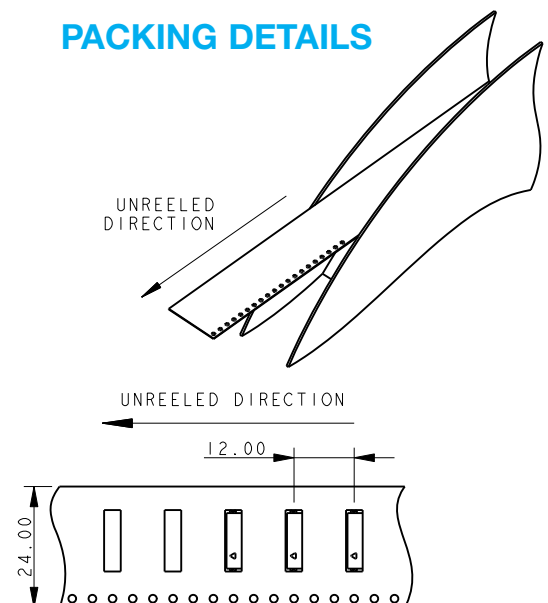 PACKING DETAILS
UNREELED
DIRECTION
UNREELED DIRECTION
12.00
24.00